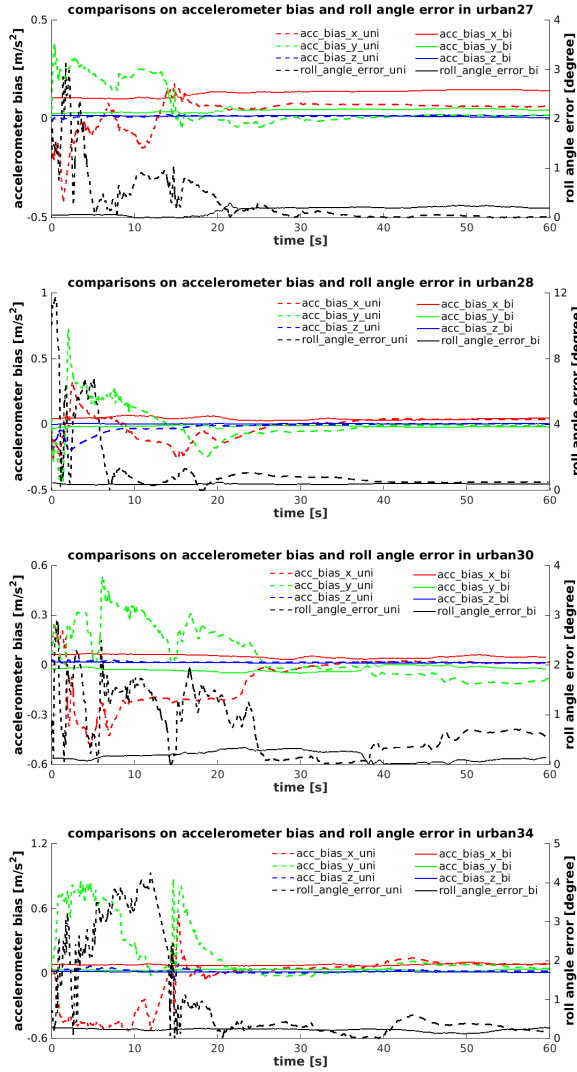 comparisons on accelerometer bias and roll angle error in urban27
acc_bias_x_uni acc_bias_x_bi
acc_bias_y_uni acc_bias_y_bi
acc_bias_z_uni acc_bias_z_bi
roll_angle_error_uni roll_angle_error_bi
accelerometer bias [m/s²]
0.5
0
-0.5
roll angle error [degree]
4
3
2
1
0
0 10 20 30 40 50 60
time [s]
comparisons on accelerometer bias and roll angle error in urban28
acc_bias_x_uni acc_bias_x_bi
acc_bias_y_uni acc_bias_y_bi
acc_bias_z_uni acc_bias_z_bi
roll_angle_error_uni roll_angle_error_bi
accelerometer bias [m/s²]
1
0.5
0
-0.5
roll angle error [degree]
12
10
8
6
4
2
0
0 10 20 30 40 50 60
time [s]
comparisons on accelerometer bias and roll angle error in urban30
acc_bias_x_uni acc_bias_x_bi
acc_bias_y_uni acc_bias_y_bi
acc_bias_z_uni acc_bias_z_bi
roll_angle_error_uni roll_angle_error_bi
accelerometer bias [m/s²]
0.6
0.3
0
-0.3
-0.6
roll angle error [degree]
4
3
2
1
0
0 10 20 30 40 50 60
time [s]
comparisons on accelerometer bias and roll angle error in urban34
acc_bias_x_uni acc_bias_x_bi
acc_bias_y_uni acc_bias_y_bi
acc_bias_z_uni acc_bias_z_bi
roll_angle_error_uni roll_angle_error_bi
accelerometer bias [m/s²]
1.2
0.6
0
-0.6
roll angle error [degree]
5
4
3
2
1
0
0 10 20 30 40 50 60
time [s]